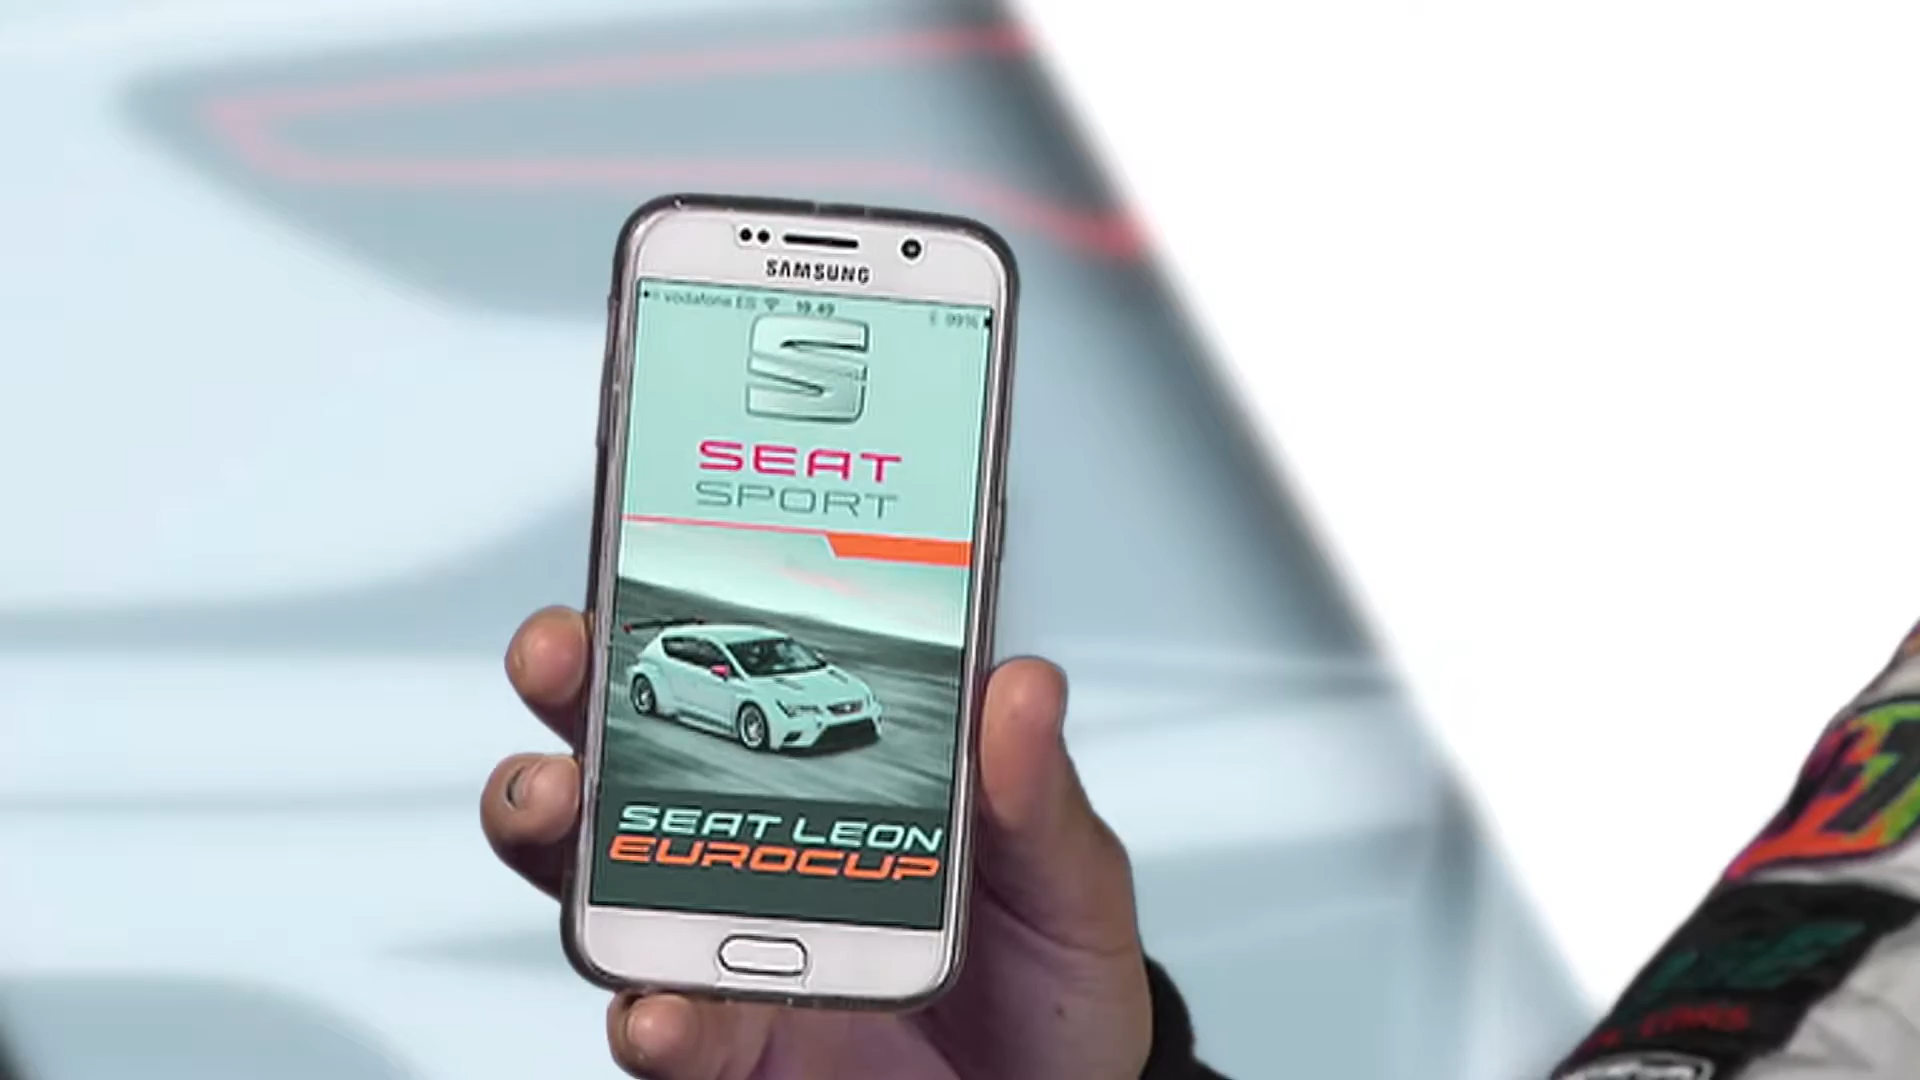 SAMSUNG
vodafone ES 19.49 99%
SEAT
SPORT
SEAT LEON
EUROCUP